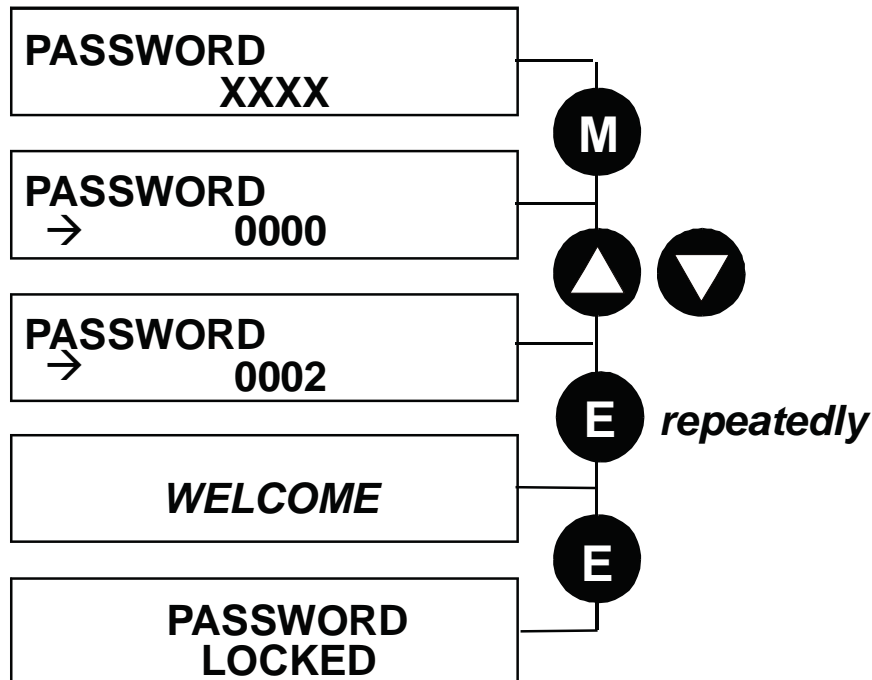 PASSWORD
XXXX
M
PASSWORD
→ 0000
PASSWORD
→ 0002
E repeatedly
WELCOME
E
PASSWORD
LOCKED